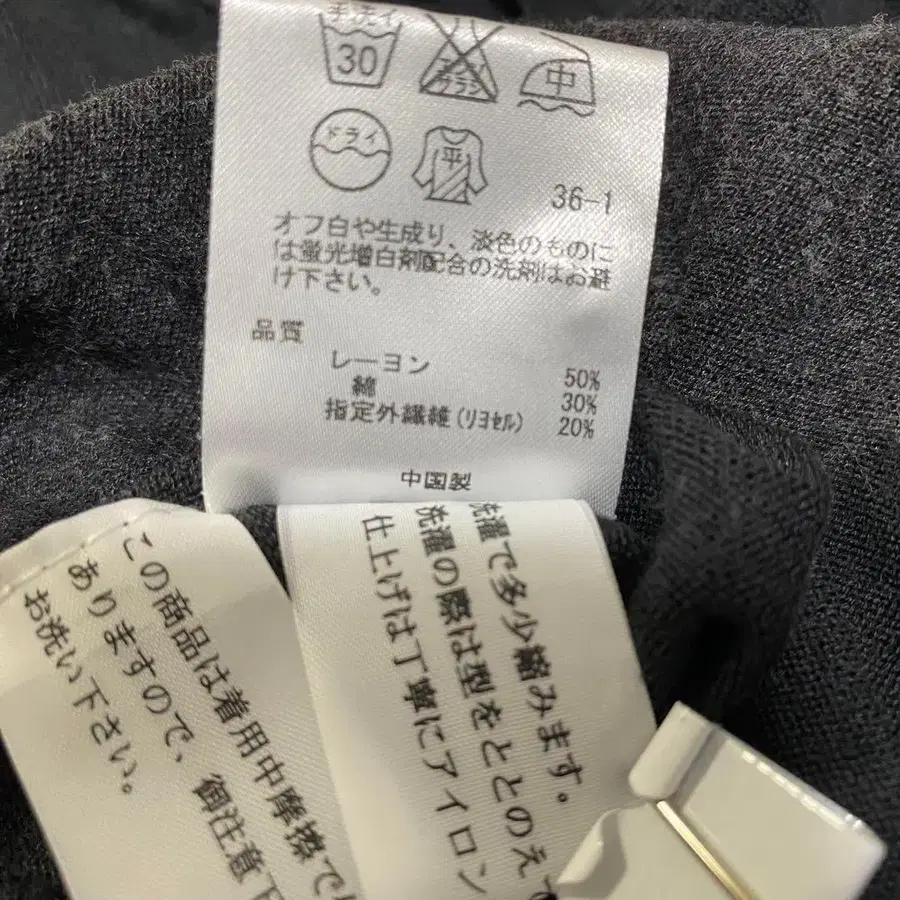 手洗イ
30
中
ドライ
平
36-1
オフ白や生成り、淡色のものに
は蛍光増白剤配合の洗剤はお避
け下さい。
品質
レーヨン 50%
綿 30%
指定外繊維(リヨセル) 20%
中国製
洗濯で多少縮みます。
洗濯の際は型をととのえて
仕上げは丁寧にアイロン
この商品は着用中摩擦で
ありますので、御注意下
お洗い下さい。